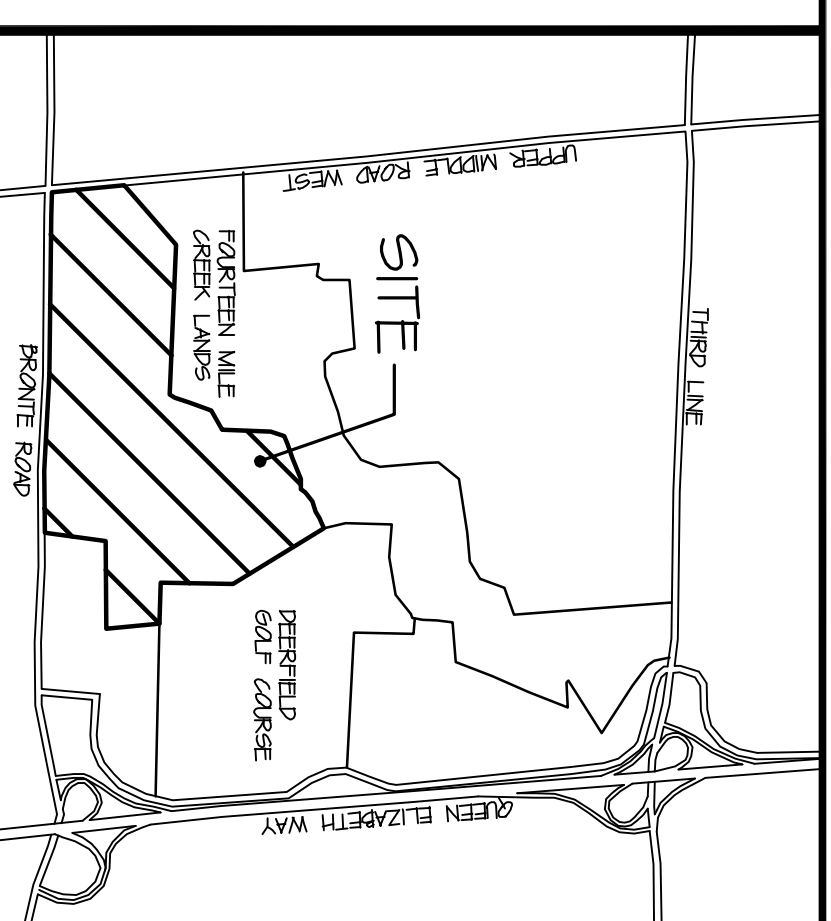 UPPER MIDDLE ROAD WEST
FOURTEEN MILE
CREEK LANDS
SITE
THIRD LINE
BRONTE ROAD
DEERFIELD
GOLF COURSE
QUEEN ELIZABETH WAY